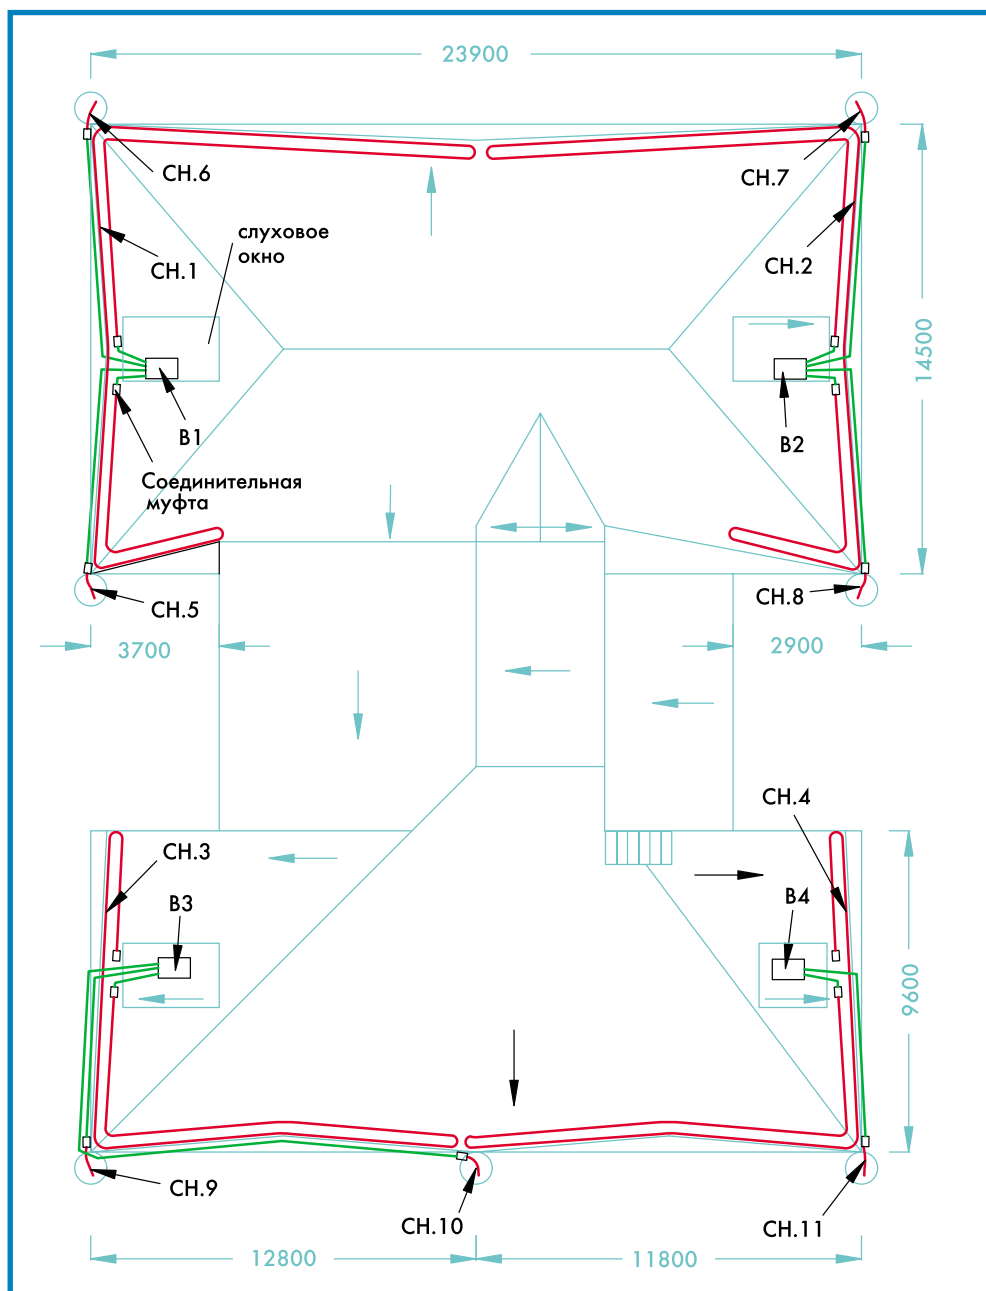 23900
СН.6
СН.7
слуховое
окно
СН.1
СН.2
14500
В1
В2
Соединительная
муфта
СН.5
СН.8
3700
2900
СН.4
СН.3
В3
В4
9600
СН.9
СН.10
СН.11
12800
11800